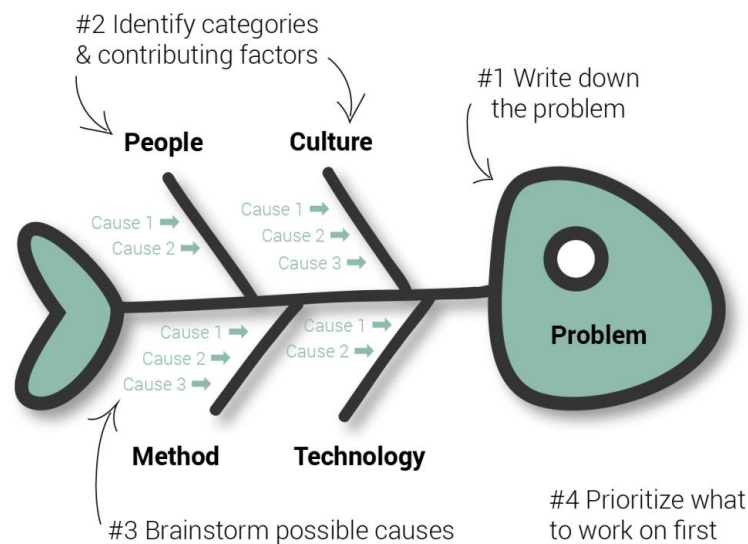 #2 Identify categories
& contributing factors
#1 Write down
the problem
People
Culture
Cause 1
Cause 2
Cause 1
Cause 2
Cause 3
Problem
Cause 1
Cause 2
Cause 3
Cause 1
Cause 2
Method
Technology
#3 Brainstorm possible causes
#4 Prioritize what
to work on first